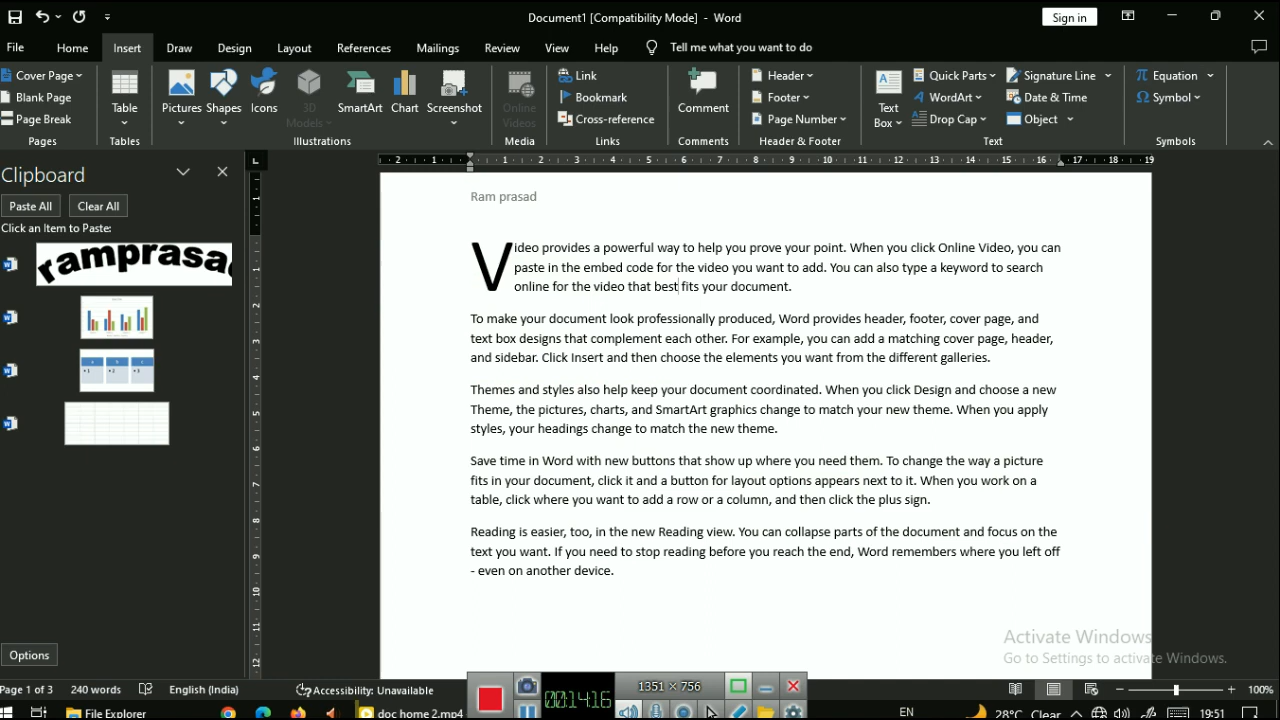 Document1 [Compatibility Mode] - Word
Sign in
File Home Insert Draw Design Layout References Mailings Review View Help Tell me what you want to do
Cover Page
Blank Page
Page Break
Pages
Table
Tables
Pictures Shapes Icons 3D Models SmartArt Chart Screenshot
Illustrations
Online Videos
Media
Link
Bookmark
Cross-reference
Links
Comment
Comments
Header
Footer
Page Number
Header & Footer
Text Box
Quick Parts
WordArt
Drop Cap
Signature Line
Date & Time
Object
Text
Equation
Symbol
Symbols
Clipboard
Paste All Clear All
Click an Item to Paste:
ramprasa
Options
Ram prasad
Video provides a powerful way to help you prove your point. When you click Online Video, you can
paste in the embed code for the video you want to add. You can also type a keyword to search
online for the video that best fits your document.
To make your document look professionally produced, Word provides header, footer, cover page, and
text box designs that complement each other. For example, you can add a matching cover page, header,
and sidebar. Click Insert and then choose the elements you want from the different galleries.
Themes and styles also help keep your document coordinated. When you click Design and choose a new
Theme, the pictures, charts, and SmartArt graphics change to match your new theme. When you apply
styles, your headings change to match the new theme.
Save time in Word with new buttons that show up where you need them. To change the way a picture
fits in your document, click it and a button for layout options appears next to it. When you work on a
table, click where you want to add a row or a column, and then click the plus sign.
Reading is easier, too, in the new Reading view. You can collapse parts of the document and focus on the
text you want. If you need to stop reading before you reach the end, Word remembers where you left off
- even on another device.
Activate Windows
Go to Settings to activate Windows.
Page 1 of 3 240 words English (India) Accessibility: Unavailable 100%
1351 × 756
00:14:16
File Explorer doc home 2.mp4 EN 28°C Clear 19:51